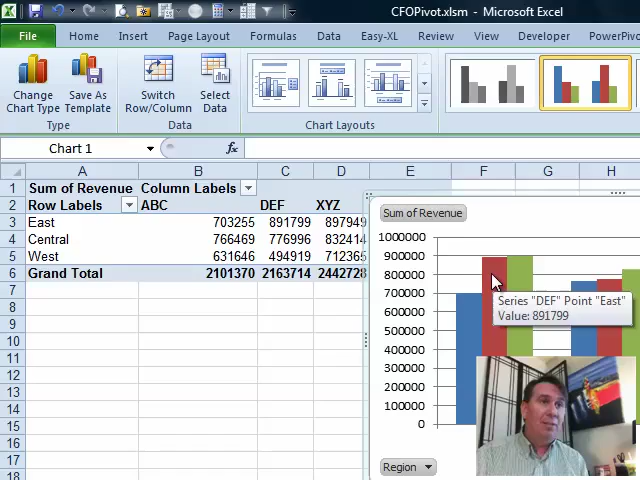 CFOPivot.xlsm - Microsoft Excel
File Home Insert Page Layout Formulas Data Easy-XL Review View Developer PowerPivo
Change Chart Type Save As Template Switch Row/Column Select Data
Type Data Chart Layouts
Chart 1 fx
A B C D E F G H
1 Sum of Revenue Column Labels
2 Row Labels ABC DEF XYZ
3 East 703255 891799 897949
4 Central 766469 776996 832414
5 West 631646 494919 712365
6 Grand Total 2101370 2163714 2442728
7
8
9
10
11
12
13
14
15
16
17
18
Sum of Revenue
1000000
900000
800000
700000
600000
500000
400000
300000
200000
100000
0
Series "DEF" Point "East"
Value: 891799
Region